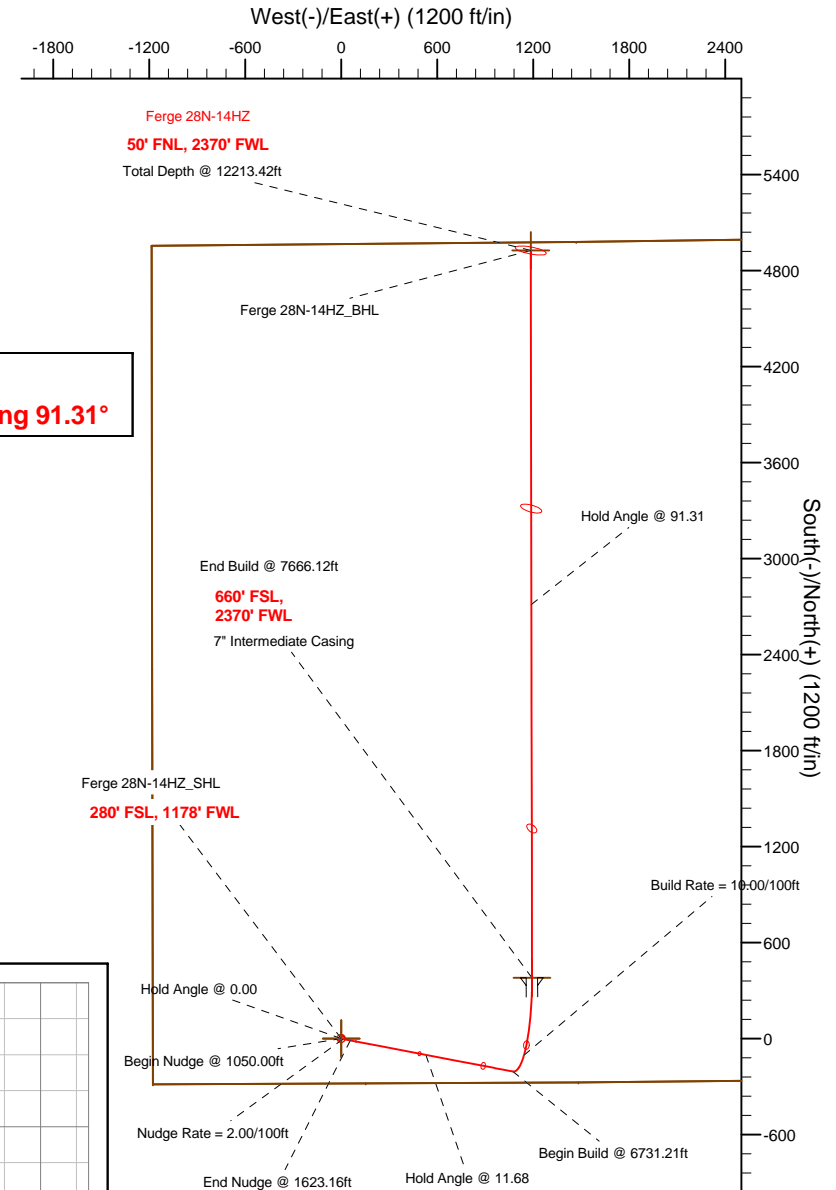 West(-)/East(+) (1200 ft/in)
-1800 -1200 -600 0 600 1200 1800 2400
Ferge 28N-14HZ
50' FNL, 2370' FWL
Total Depth @ 12213.42ft
5400
4800
Ferge 28N-14HZ_BHL
4200
91.31°
3600
Hold Angle @ 91.31
3000
End Build @ 7666.12ft
660' FSL,
2370' FWL
7" Intermediate Casing
2400
South(-)/North(+) (1200 ft/in)
1800
Ferge 28N-14HZ_SHL
280' FSL, 1178' FWL
1200
Build Rate = 10.00/100ft
600
Hold Angle @ 0.00
0
Begin Nudge @ 1050.00ft
Nudge Rate = 2.00/100ft
-600
Begin Build @ 6731.21ft
End Nudge @ 1623.16ft
Hold Angle @ 11.68